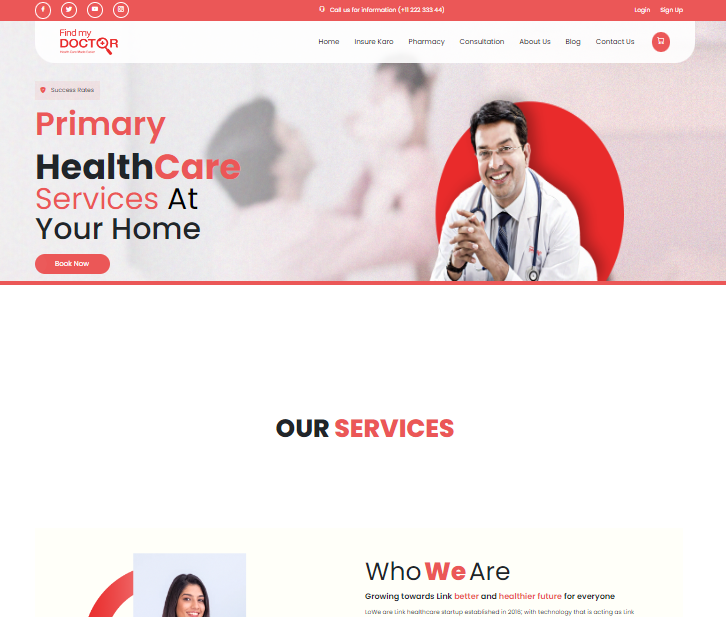 Call us for information (+11 222 333 44)
Login Sign Up
Find my
DOCTOR
Home Insure Karo Pharmacy Consultation About Us Blog Contact Us
Success Rates
Primary
HealthCare
Services At
Your Home
Book Now
OUR SERVICES
Who We Are
Growing towards Link better and healthier future for everyone
LoWe are Link healthcare startup established in 2016; with technology that is acting as Link